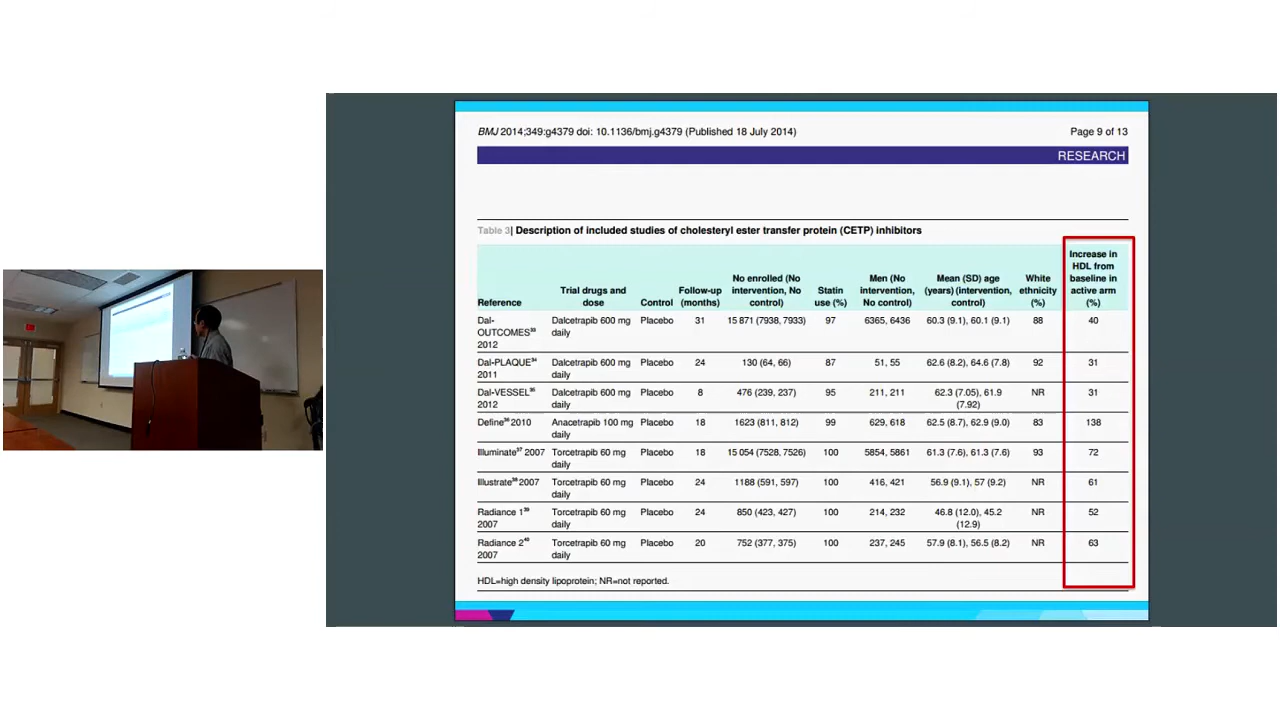 BMJ 2014;349:g4379 doi: 10.1136/bmj.g4379 (Published 18 July 2014) Page 9 of 13
RESEARCH
Table 3| Description of included studies of cholesteryl ester transfer protein (CETP) inhibitors
Reference Trial drugs and dose Control Follow-up (months) No enrolled (No intervention, No control) Statin use (%) Men (No intervention, No control) Mean (SD) age (years) (intervention, control) White ethnicity (%) Increase in HDL from baseline in active arm (%)
Dal-OUTCOMES33 2012 Dalcetrapib 600 mg daily Placebo 31 15 871 (7938, 7933) 97 6365, 6436 60.3 (9.1), 60.1 (9.1) 88 40
Dal-PLAQUE34 2011 Dalcetrapib 600 mg daily Placebo 24 130 (64, 66) 87 51, 55 62.6 (8.2), 64.6 (7.8) 92 31
Dal-VESSEL35 2012 Dalcetrapib 600 mg daily Placebo 8 476 (239, 237) 95 211, 211 62.3 (7.05), 61.9 (7.92) NR 31
Define36 2010 Anacetrapib 100 mg daily Placebo 18 1623 (811, 812) 99 629, 618 62.5 (8.7), 62.9 (9.0) 83 138
Illuminate37 2007 Torcetrapib 60 mg daily Placebo 18 15 054 (7528, 7526) 100 5854, 5861 61.3 (7.6), 61.3 (7.6) 93 72
Illustrate38 2007 Torcetrapib 60 mg daily Placebo 24 1188 (591, 597) 100 416, 421 56.9 (9.1), 57 (9.2) NR 61
Radiance 139 2007 Torcetrapib 60 mg daily Placebo 24 850 (423, 427) 100 214, 232 46.8 (12.0), 45.2 (12.9) NR 52
Radiance 240 2007 Torcetrapib 60 mg daily Placebo 20 752 (377, 375) 100 237, 245 57.9 (8.1), 56.5 (8.2) NR 63
HDL=high density lipoprotein; NR=not reported.